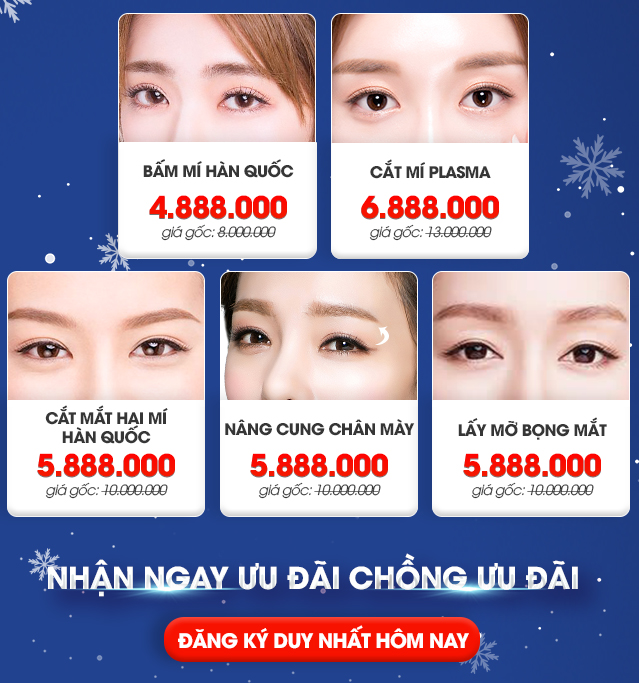 BẤM MÍ HÀN QUỐC
4.888.000
giá gốc: 8.000.000
CẮT MÍ PLASMA
6.888.000
giá gốc: 13.000.000
CẮT MẮT HAI MÍ
HÀN QUỐC
5.888.000
giá gốc: 10.000.000
NÂNG CUNG CHÂN MÀY
5.888.000
giá gốc: 10.000.000
LẤY MỠ BỌNG MẮT
5.888.000
giá gốc: 10.000.000
NHẬN NGAY ƯU ĐÃI CHỒNG ƯU ĐÃI
ĐĂNG KÝ DUY NHẤT HÔM NAY